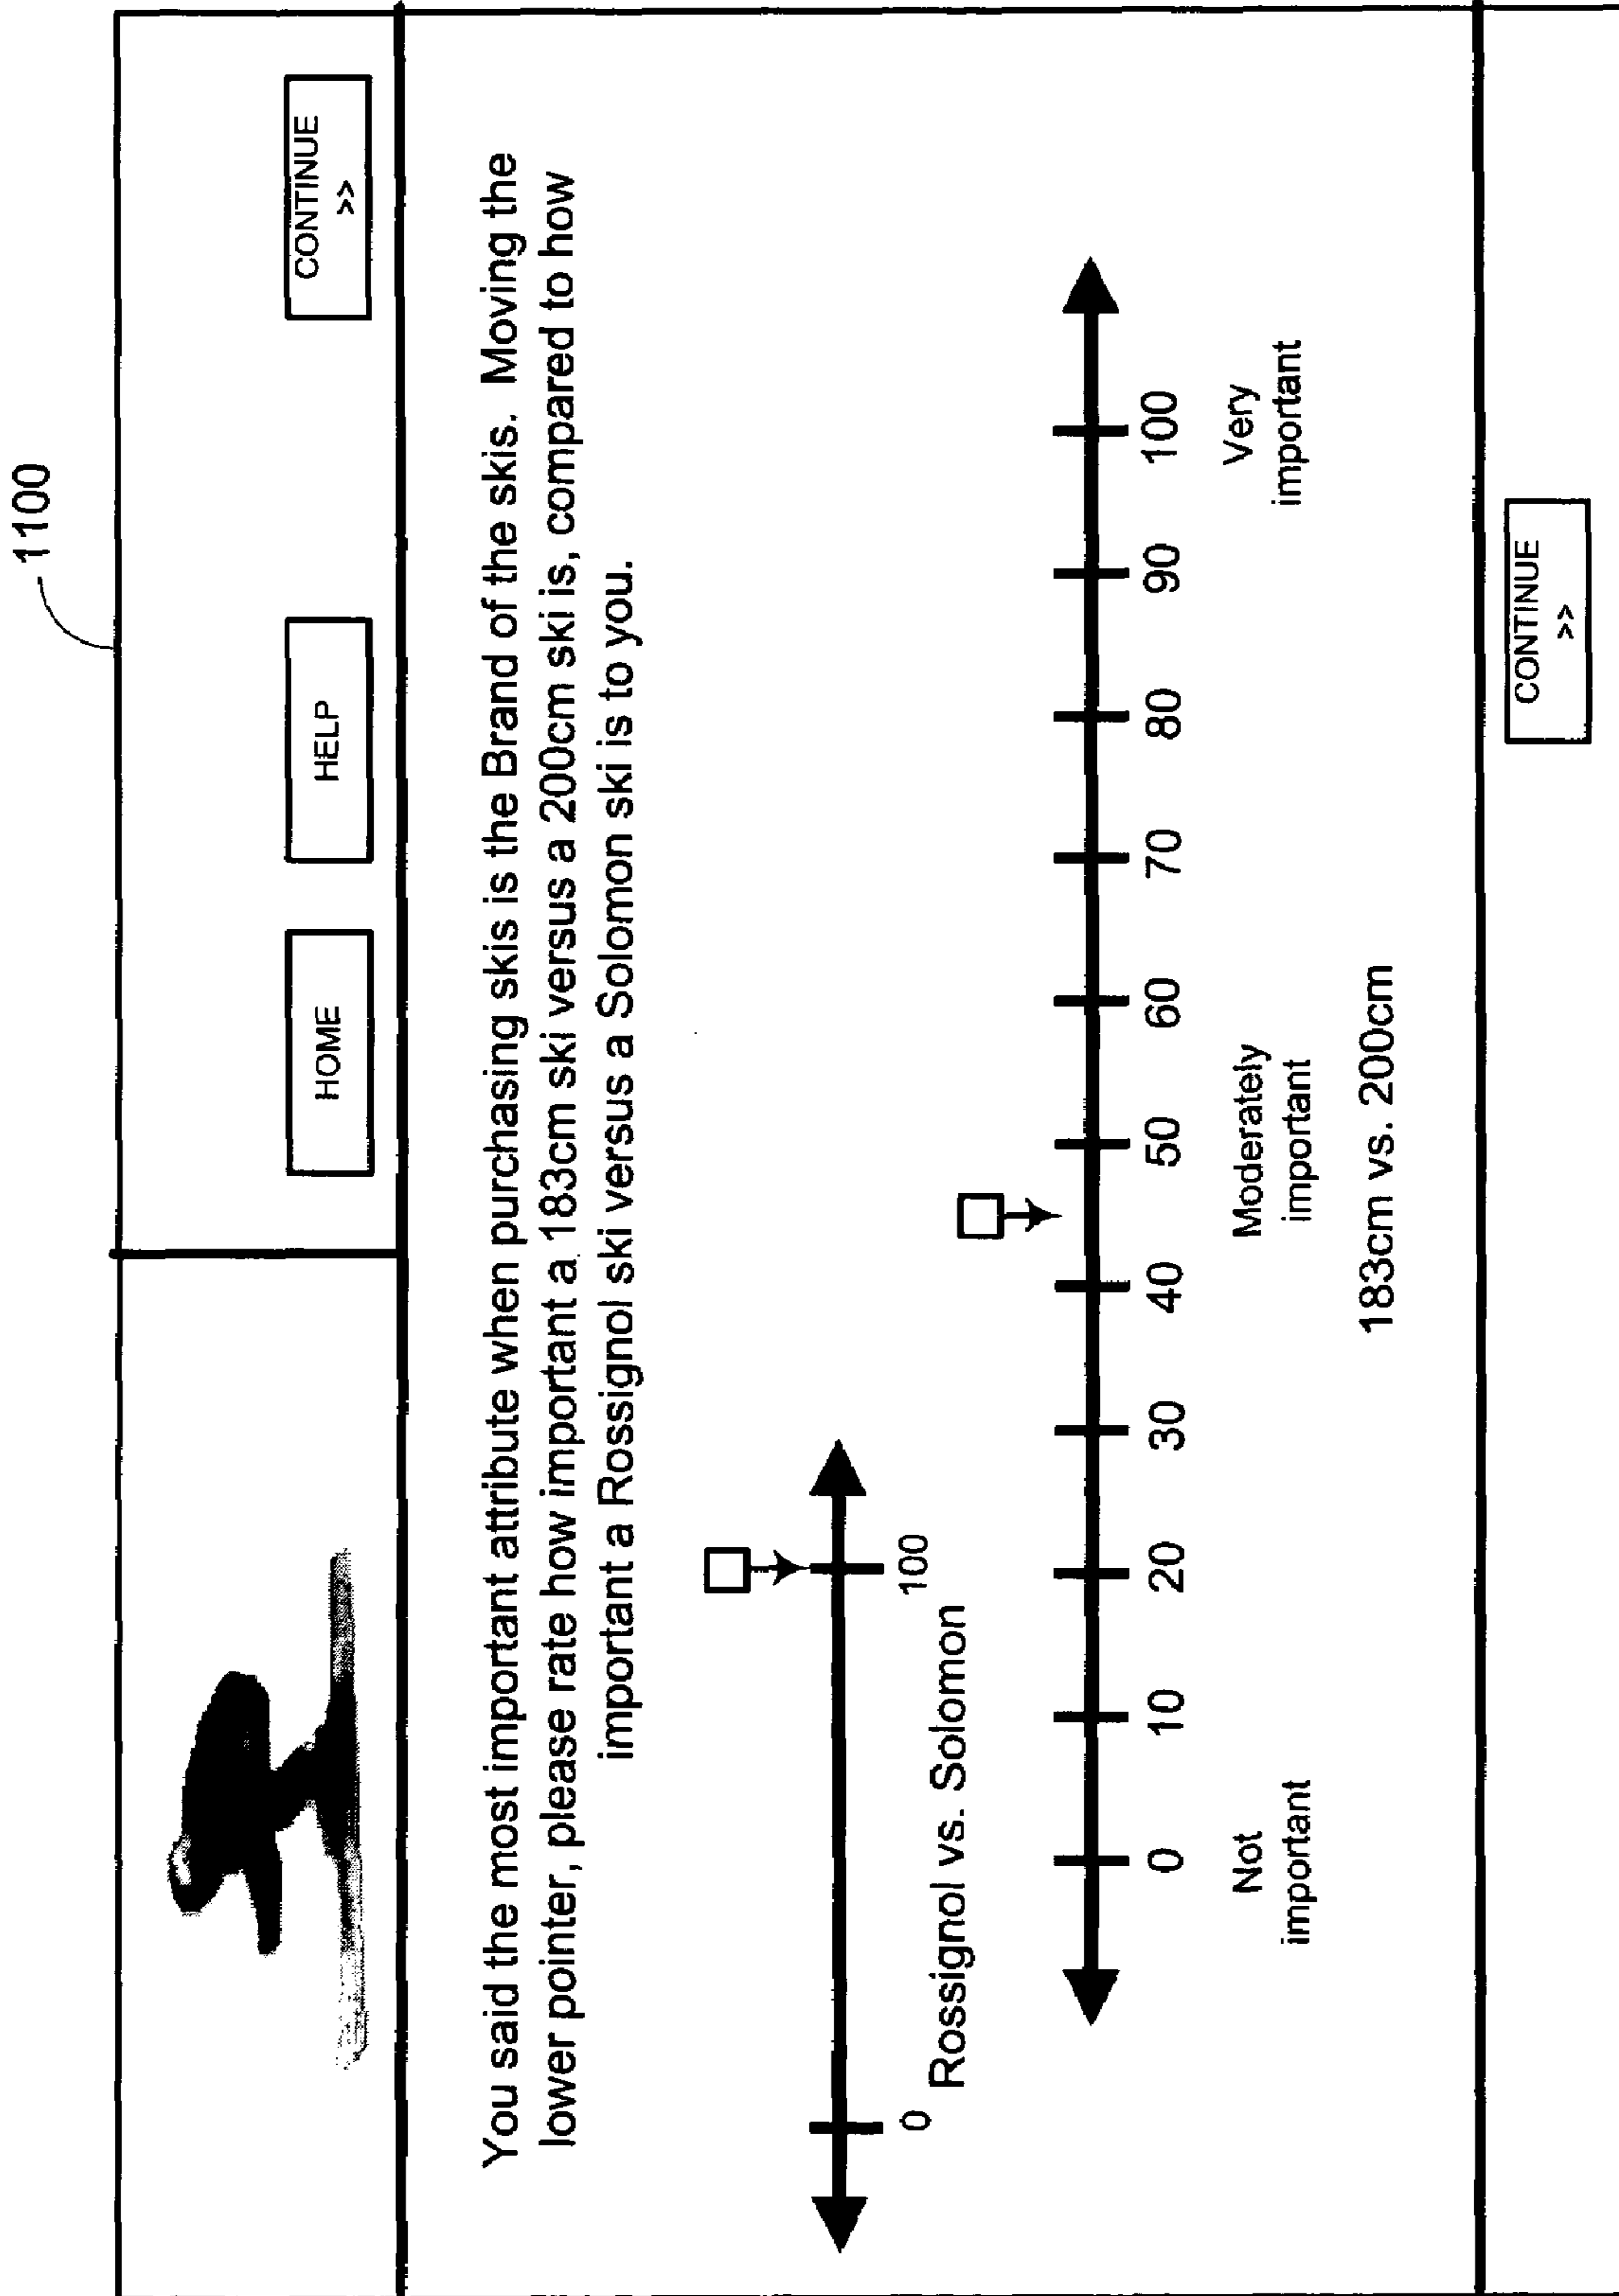 1100
HOME
HELP
CONTINUE
>>
You said the most important attribute when purchasing skis is the Brand of the skis. Moving the
lower pointer, please rate how important a 183cm ski versus a 200cm ski is, compared to how
important a Rossignol ski versus a Solomon ski is to you.
0
100
Rossignol vs. Solomon
0 10 20 30 40 50 60 70 80 90 100
Not
important
Moderately
important
Very
important
183cm vs. 200cm
CONTINUE
>>